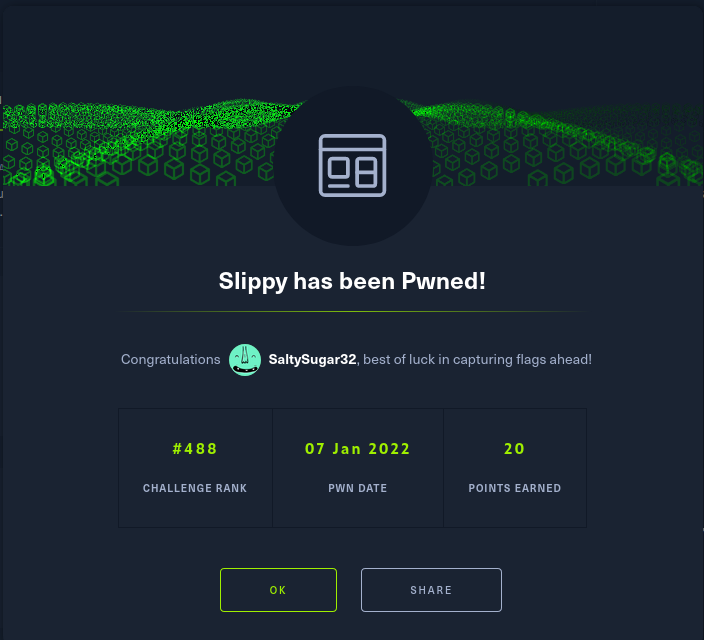 Slippy has been Pwned!
Congratulations SaltySugar32, best of luck in capturing flags ahead!
#488 07 Jan 2022 20
CHALLENGE RANK PWN DATE POINTS EARNED
OK SHARE